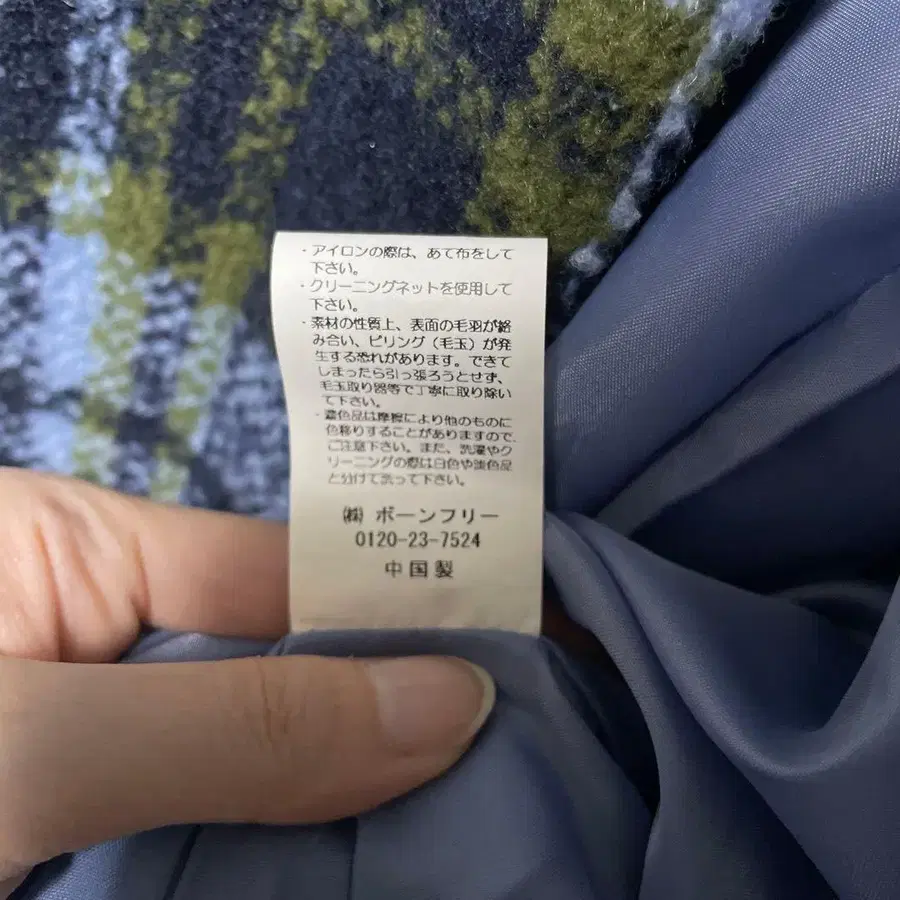 ・アイロンの際は、あて布をして
下さい。
・クリーニングネットを使用して
下さい。
・素材の性質上、表面の毛羽が絡
み合い、ピリング（毛玉）が発
生する恐れがあります。できて
しまったら引っ張ろうとせず、
毛玉取り器等で丁寧に取り除い
て下さい。
・濃色品は摩擦により他のものに
色移りすることがありますので、
ご注意下さい。また、洗濯やク
リーニングの際は白色や淡色品
と分けて洗って下さい。
㈱ ボーンフリー
0120-23-7524
中国製